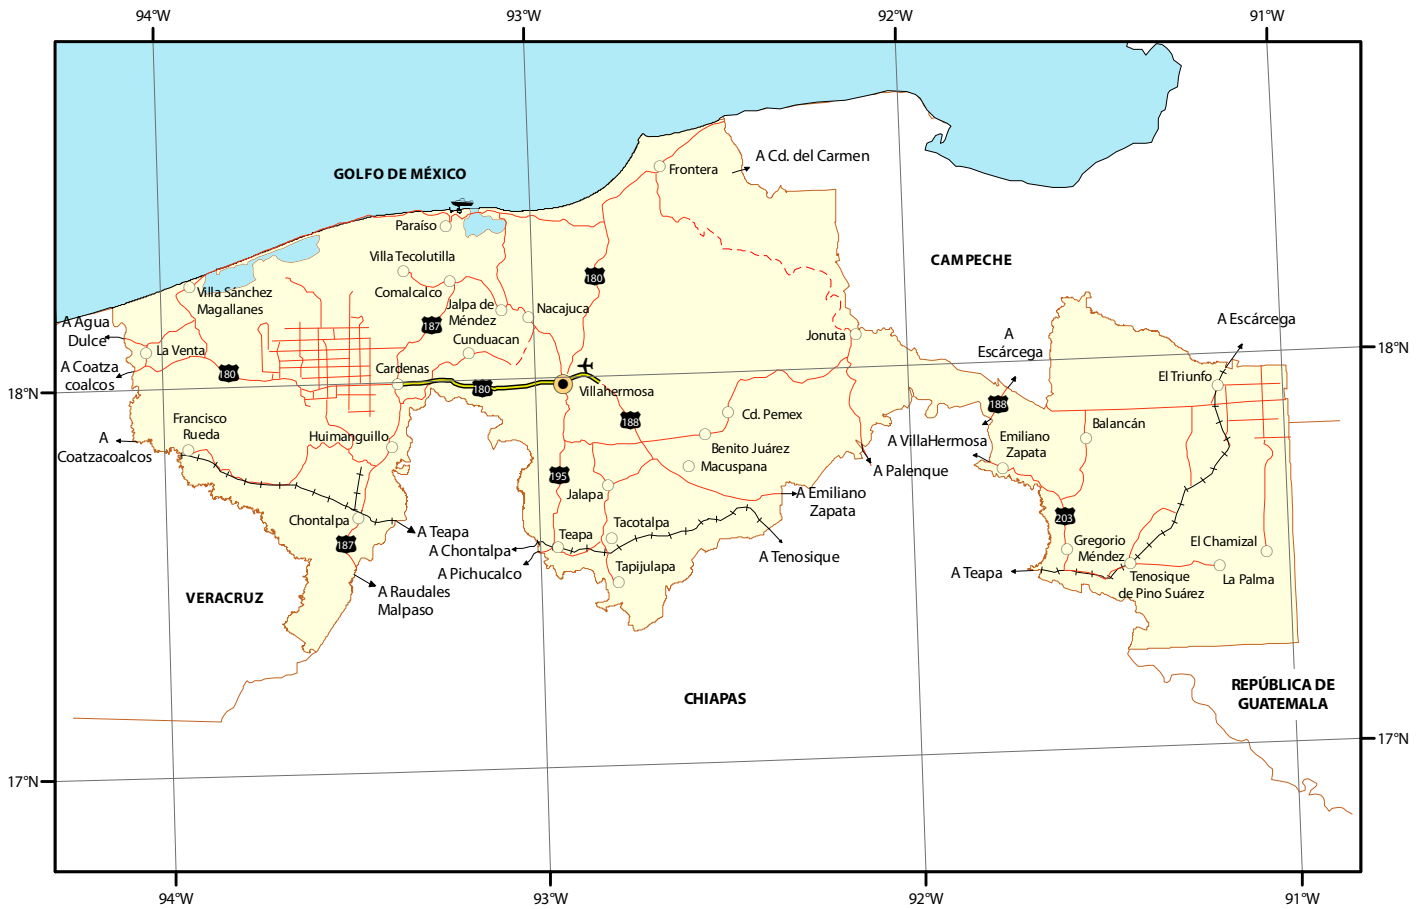 94°W
93°W
92°W
91°W
A Cd. del Carmen
Frontera
GOLFO DE MÉXICO
Paraíso
Villa Tecolutilla
CAMPECHE
180
Comalcalco
Villa Sánchez
Magallanes
Jalpa de
Méndez
Nacajuca
A Agua
Dulce
187
A Escárcega
Cunduacan
Jonuta
A
Escárcega
18°N
La Venta
A Coatza
coalcos
180
Cardenas
El Triunfo
18°N
180
Villahermosa
188
Francisco
Rueda
Cd. Pemex
188
Balancán
A
Coatzacoalcos
Huimanguillo
Benito Juárez
Macuspana
A VillaHermosa
Emiliano
Zapata
A Palenque
195
Jalapa
A Emiliano
Zapata
Chontalpa
203
A Teapa
Teapa
Tacotalpa
187
A Chontalpa
A Tenosique
Gregorio
Méndez
El Chamizal
A Pichucalco
Tapijulapa
A Teapa
Tenosique
de Pino Suárez
La Palma
VERACRUZ
A Raudales
Malpaso
CHIAPAS
REPÚBLICA DE
GUATEMALA
17°N
17°N
94°W
93°W
92°W
91°W